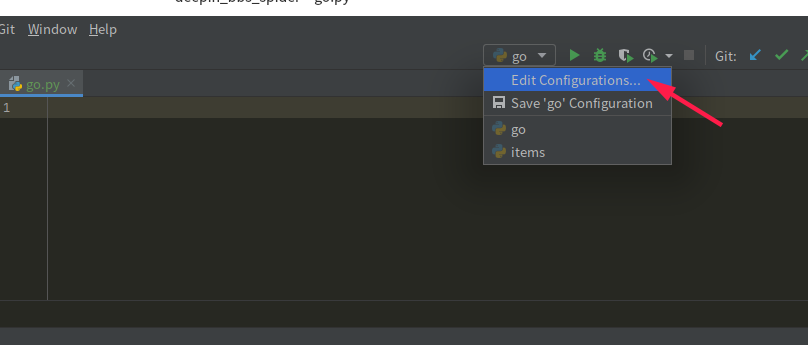 deepin_bbs_spider go.py
Git Window Help
go Git:
Edit Configurations...
go.py
Save 'go' Configuration
1
go
items